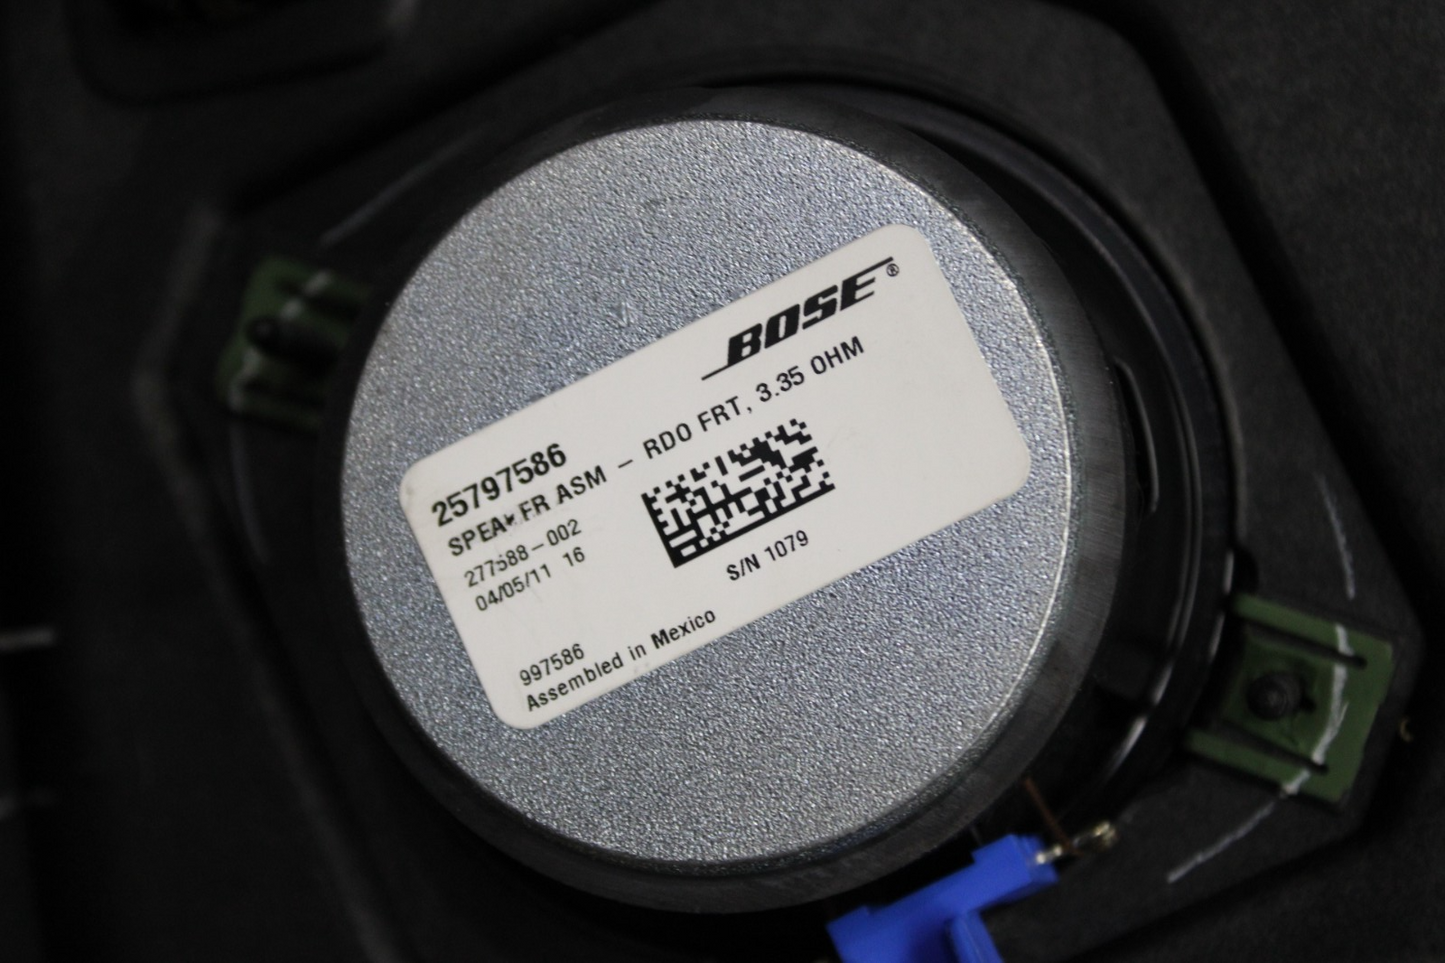 BOSE®
25797586
SPEAKER ASM – RDO FRT, 3.35 OHM
277588–002
04/05/11 16
S/N 1079
997586
Assembled in Mexico